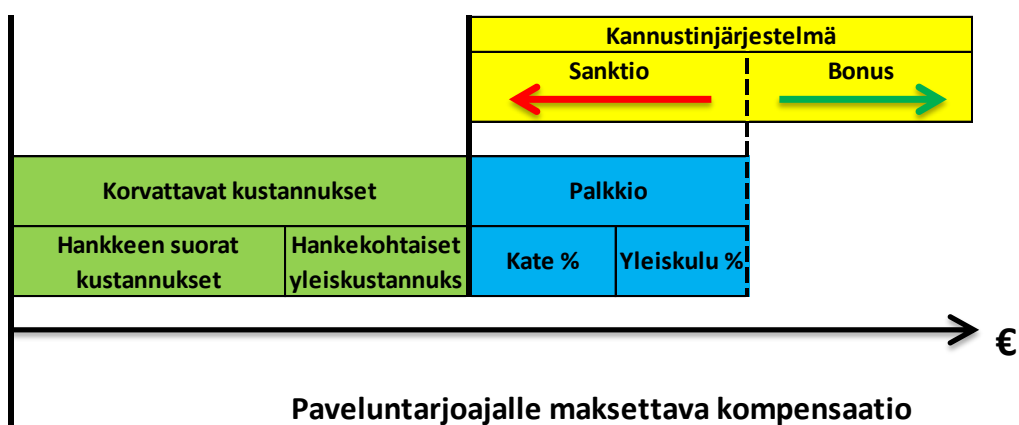 Kannustinjärjestelmä
Sanktio Bonus
Korvattavat kustannukset Palkkio
Hankkeen suorat kustannukset
Hankekohtaiset yleiskustannuks
Kate % Yleiskulu %
€
Paveluntarjoajalle maksettava kompensaatio